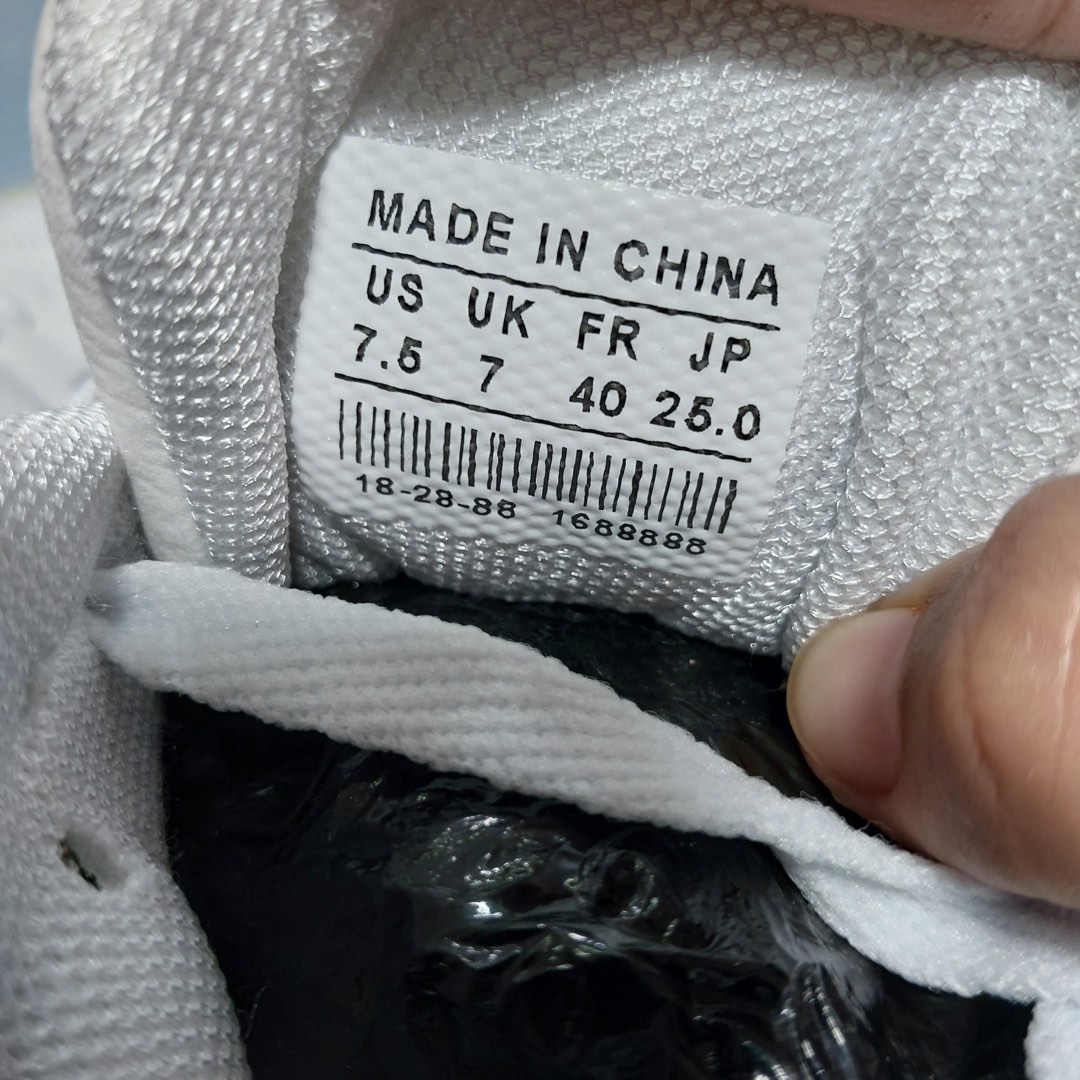 MADE IN CHINA
US UK FR JP
7.5 7 40 25.0
18-28-88 1688888